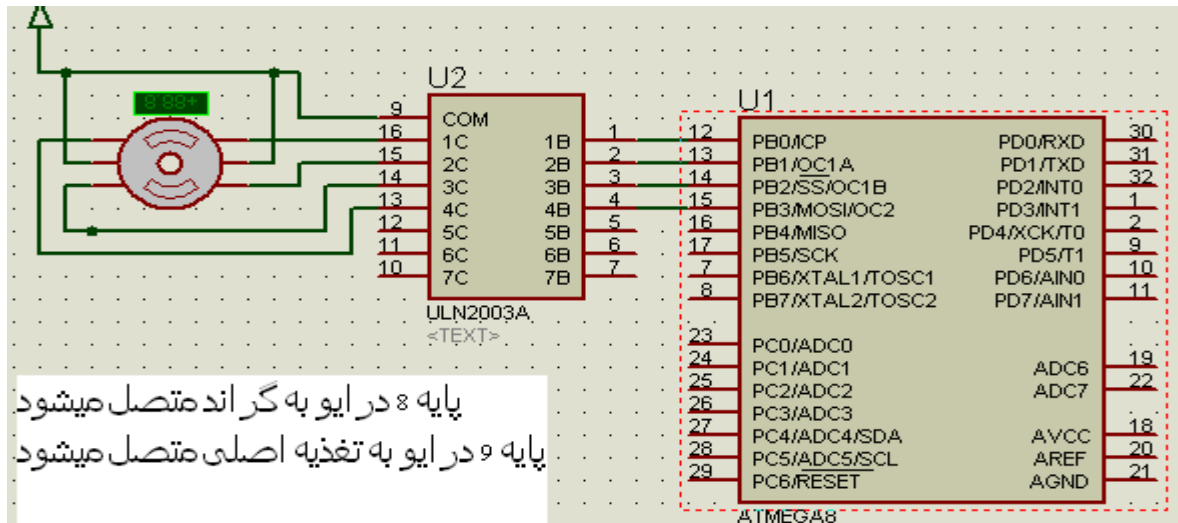 U2
9 COM
16 1C 1B 1
15 2C 2B 2
14 3C 3B 3
13 4C 4B 4
12 5C 5B 5
11 6C 6B 6
10 7C 7B 7
ULN2003A
<TEXT>
+88.8
U1
12 PB0/ICP PD0/RXD 30
13 PB1/OC1A PD1/TXD 31
14 PB2/SS/OC1B PD2/INT0 32
15 PB3/MOSI/OC2 PD3/INT1 1
16 PB4/MISO PD4/XCK/T0 2
17 PB5/SCK PD5/T1 9
7 PB6/XTAL1/TOSC1 PD6/AIN0 10
8 PB7/XTAL2/TOSC2 PD7/AIN1 11
23 PC0/ADC0
24 PC1/ADC1 ADC6 19
25 PC2/ADC2 ADC7 22
26 PC3/ADC3
27 PC4/ADC4/SDA AVCC 18
28 PC5/ADC5/SCL AREF 20
29 PC6/RESET AGND 21
ATMEGA8
پایه 8 در ایو به گر اند متصل میشود
پایه 9 در ایو به تغذیه اصلی متصل میشود